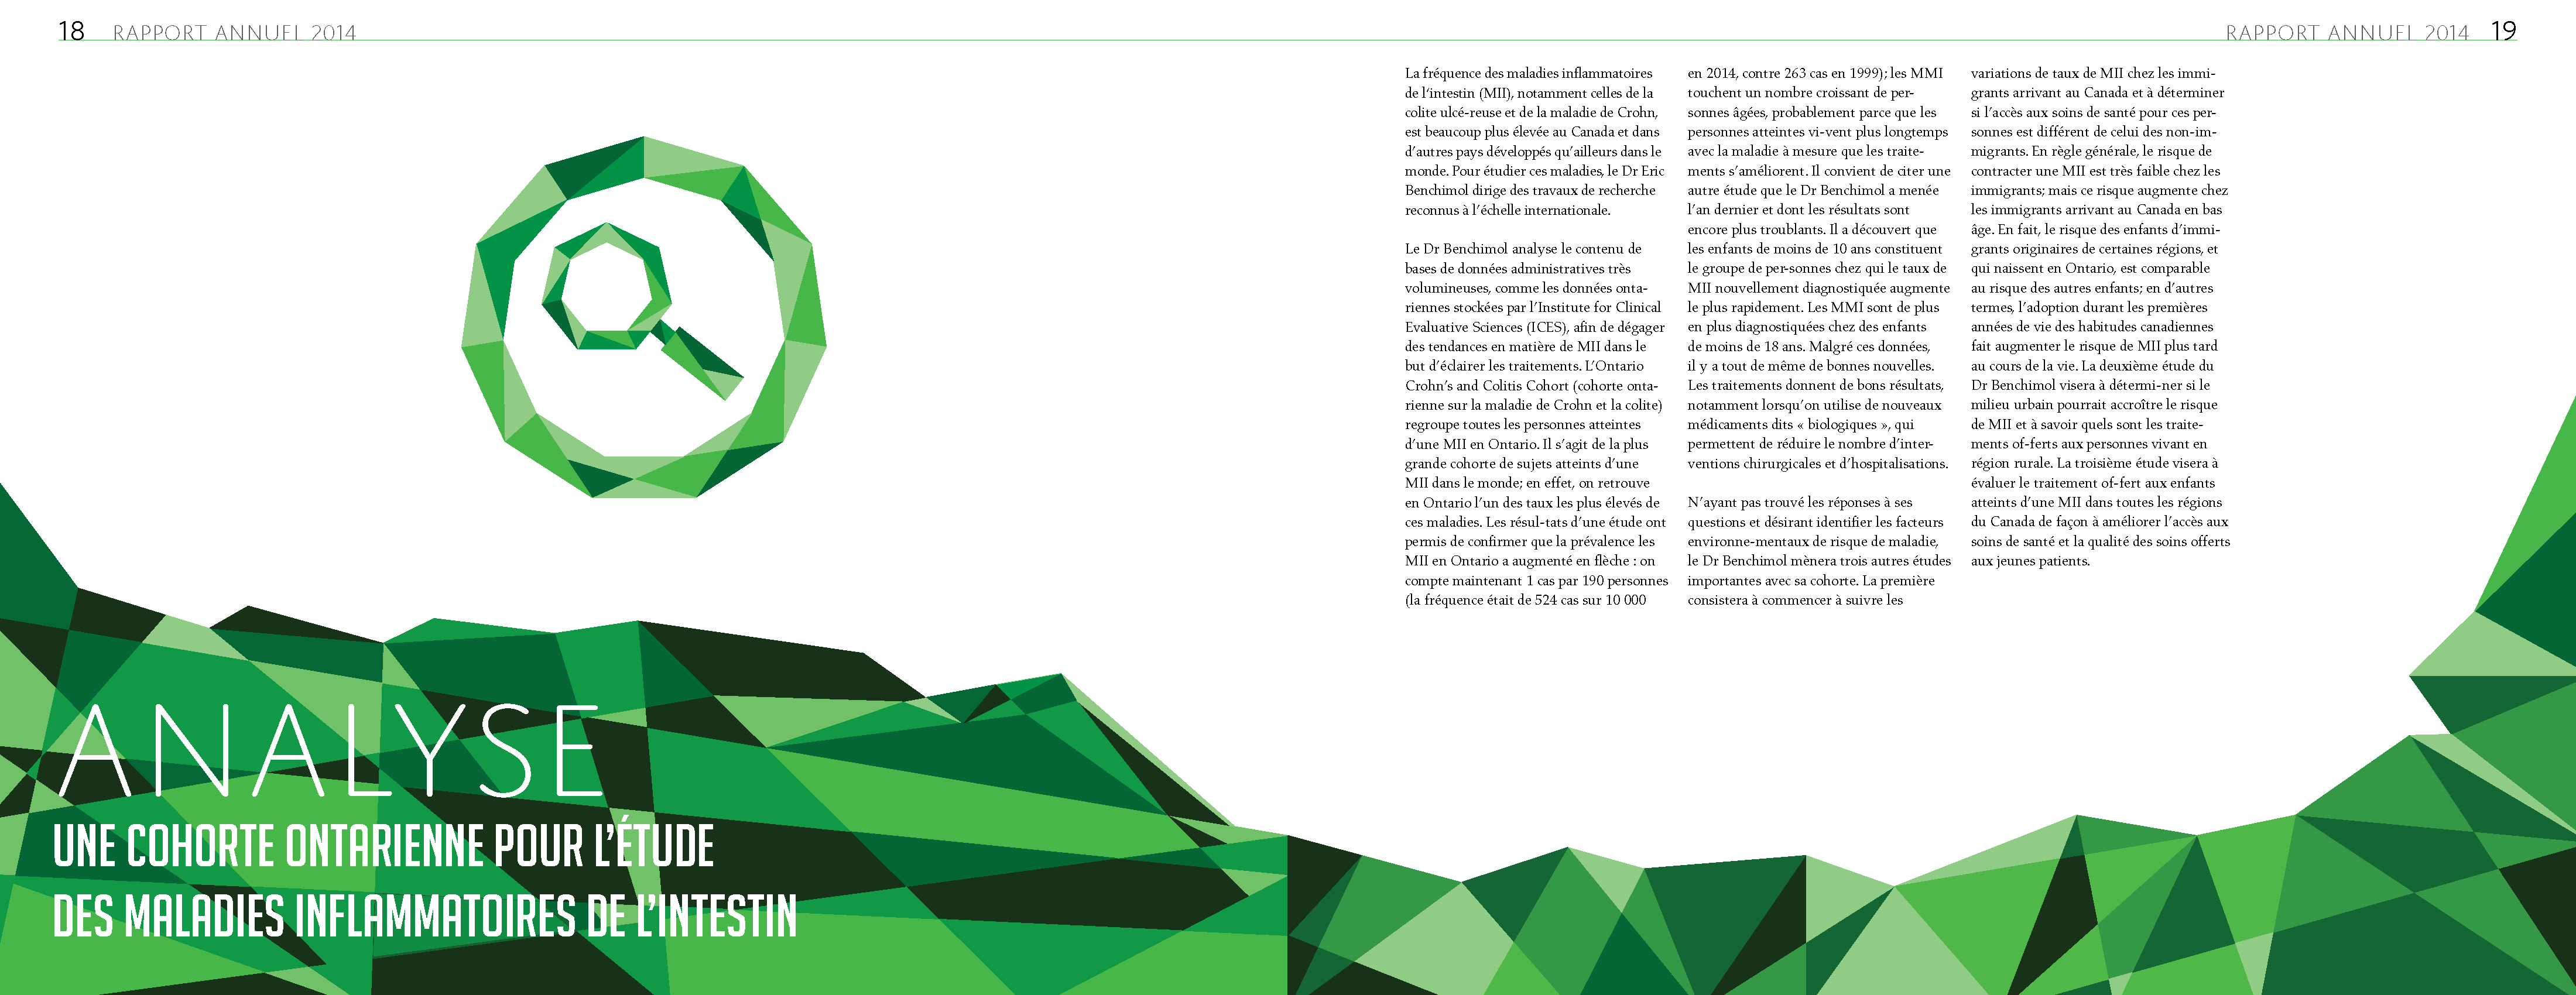 18 RAPPORT ANNUEL 2014
ANALYSE
UNE COHORTE ONTARIENNE POUR L'ÉTUDE
DES MALADIES INFLAMMATOIRES DE L'INTESTIN
RAPPORT ANNUEL 2014 19
La fréquence des maladies inflammatoires
de l'intestin (MII), notamment celles de la
colite ulcé-reuse et de la maladie de Crohn,
est beaucoup plus élevée au Canada et dans
d'autres pays développés qu'ailleurs dans le
monde. Pour étudier ces maladies, le Dr Eric
Benchimol dirige des travaux de recherche
reconnus à l'échelle internationale.
Le Dr Benchimol analyse le contenu de
bases de données administratives très
volumineuses, comme les données onta-
riennes stockées par l'Institute for Clinical
Evaluative Sciences (ICES), afin de dégager
des tendances en matière de MII dans le
but d'éclairer les traitements. L'Ontario
Crohn's and Colitis Cohort (cohorte onta-
rienne sur la maladie de Crohn et la colite)
regroupe toutes les personnes atteintes
d'une MII en Ontario. Il s'agit de la plus
grande cohorte de sujets atteints d'une
MII dans le monde; en effet, on retrouve
en Ontario l'un des taux les plus élevés de
ces maladies. Les résul-tats d'une étude ont
permis de confirmer que la prévalence les
MII en Ontario a augmenté en flèche : on
compte maintenant 1 cas par 190 personnes
(la fréquence était de 524 cas sur 10 000
en 2014, contre 263 cas en 1999); les MMI
touchent un nombre croissant de per-
sonnes âgées, probablement parce que les
personnes atteintes vi-vent plus longtemps
avec la maladie à mesure que les traite-
ments s'améliorent. Il convient de citer une
autre étude que le Dr Benchimol a menée
l'an dernier et dont les résultats sont
encore plus troublants. Il a découvert que
les enfants de moins de 10 ans constituent
le groupe de per-sonnes chez qui le taux de
MII nouvellement diagnostiquée augmente
le plus rapidement. Les MMI sont de plus
en plus diagnostiquées chez des enfants
de moins de 18 ans. Malgré ces données,
il y a tout de même de bonnes nouvelles.
Les traitements donnent de bons résultats,
notamment lorsqu'on utilise de nouveaux
médicaments dits « biologiques », qui
permettent de réduire le nombre d'inter-
ventions chirurgicales et d'hospitalisations.
N'ayant pas trouvé les réponses à ses
questions et désirant identifier les facteurs
environne-mentaux de risque de maladie,
le Dr Benchimol mènera trois autres études
importantes avec sa cohorte. La première
consistera à commencer à suivre les
variations de taux de MII chez les immi-
grants arrivant au Canada et à déterminer
si l'accès aux soins de santé pour ces per-
sonnes est différent de celui des non-im-
migrants. En règle générale, le risque de
contracter une MII est très faible chez les
immigrants; mais ce risque augmente chez
les immigrants arrivant au Canada en bas
âge. En fait, le risque des enfants d'immi-
grants originaires de certaines régions, et
qui naissent en Ontario, est comparable
au risque des autres enfants; en d'autres
termes, l'adoption durant les premières
années de vie des habitudes canadiennes
fait augmenter le risque de MII plus tard
au cours de la vie. La deuxième étude du
Dr Benchimol visera à détermi-ner si le
milieu urbain pourrait accroître le risque
de MII et à savoir quels sont les traite-
ments of-ferts aux personnes vivant en
région rurale. La troisième étude visera à
évaluer le traitement of-fert aux enfants
atteints d'une MII dans toutes les régions
du Canada de façon à améliorer l'accès aux
soins de santé et la qualité des soins offerts
aux jeunes patients.